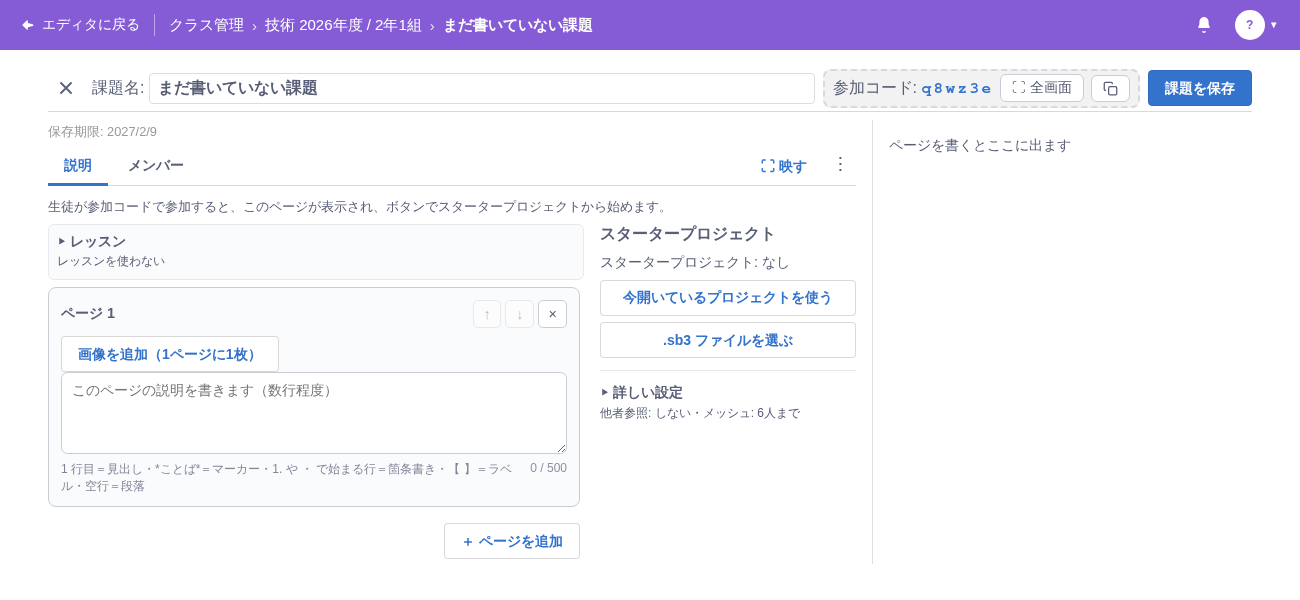 エディタに戻る
クラス管理 › 技術 2026年度 / 2年1組 › まだ書いていない課題
?
課題名: まだ書いていない課題
参加コード: q8wz3e
全画面
課題を保存
保存期限: 2027/2/9
説明
メンバー
映す
生徒が参加コードで参加すると、このページが表示され、ボタンでスタータープロジェクトから始めます。
レッスン
レッスンを使わない
ページ 1
↑ ↓ ×
画像を追加（1ページに1枚）
このページの説明を書きます（数行程度）
1 行目＝見出し・*ことば*＝マーカー・1. や ・ で始まる行＝箇条書き・【 】＝ラベ
ル・空行＝段落
0 / 500
＋ ページを追加
スタータープロジェクト
スタータープロジェクト: なし
今開いているプロジェクトを使う
.sb3 ファイルを選ぶ
詳しい設定
他者参照: しない・メッシュ: 6人まで
ページを書くとここに出ます